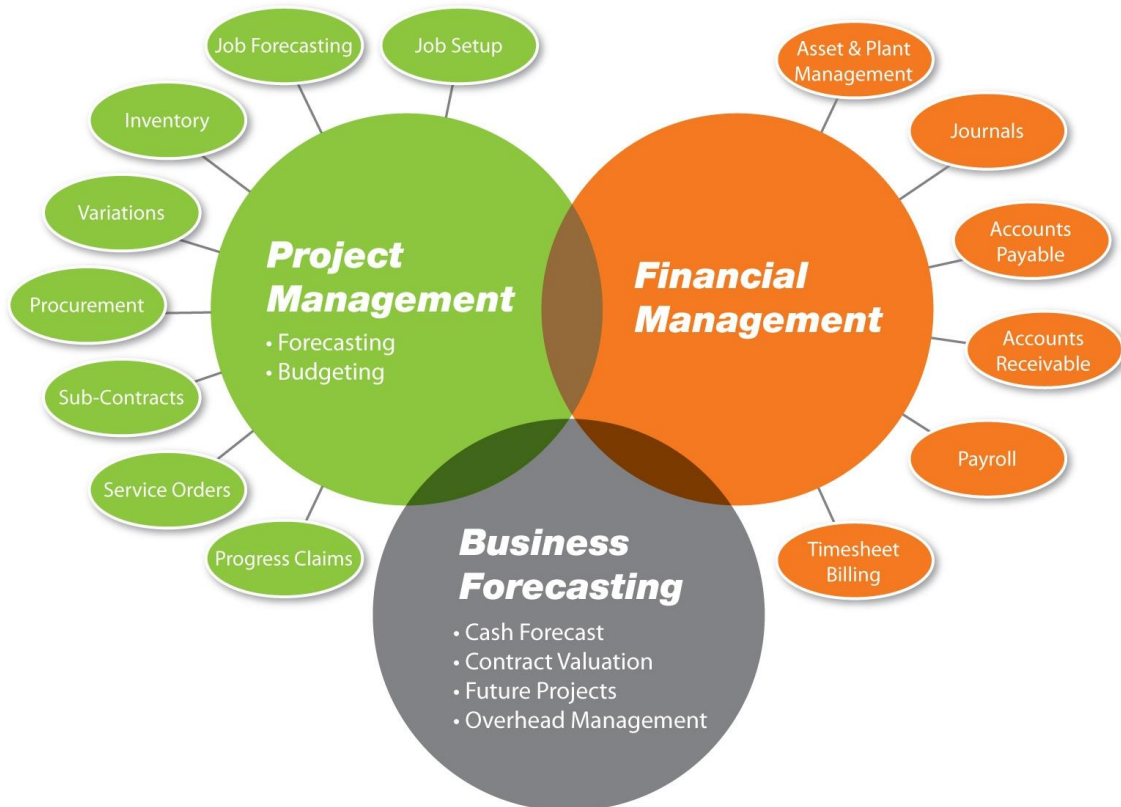 Job Forecasting
Job Setup
Inventory
Variations
Procurement
Sub-Contracts
Service Orders
Progress Claims
Project
Management
• Forecasting
• Budgeting
Asset & Plant
Management
Journals
Accounts
Payable
Accounts
Receivable
Payroll
Timesheet
Billing
Financial
Management
Business
Forecasting
• Cash Forecast
• Contract Valuation
• Future Projects
• Overhead Management